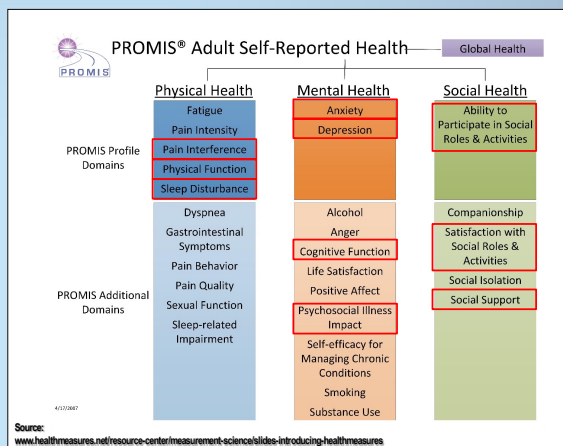 PROMIS
PROMIS® Adult Self-Reported Health
Global Health
Physical Health
Mental Health
Social Health
PROMIS Profile
Domains
Fatigue
Pain Intensity
Pain Interference
Physical Function
Sleep Disturbance
Anxiety
Depression
Ability to
Participate in Social
Roles & Activities
PROMIS Additional
Domains
Dyspnea
Gastrointestinal
Symptoms
Pain Behavior
Pain Quality
Sexual Function
Sleep-related
Impairment
Alcohol
Anger
Cognitive Function
Life Satisfaction
Positive Affect
Psychosocial Illness
Impact
Self-efficacy for
Managing Chronic
Conditions
Smoking
Substance Use
Companionship
Satisfaction with
Social Roles &
Activities
Social Isolation
Social Support
4/17/2007
Source:
www.healthmeasures.net/resource-center/measurement-science/slides-introducing-healthmeasures